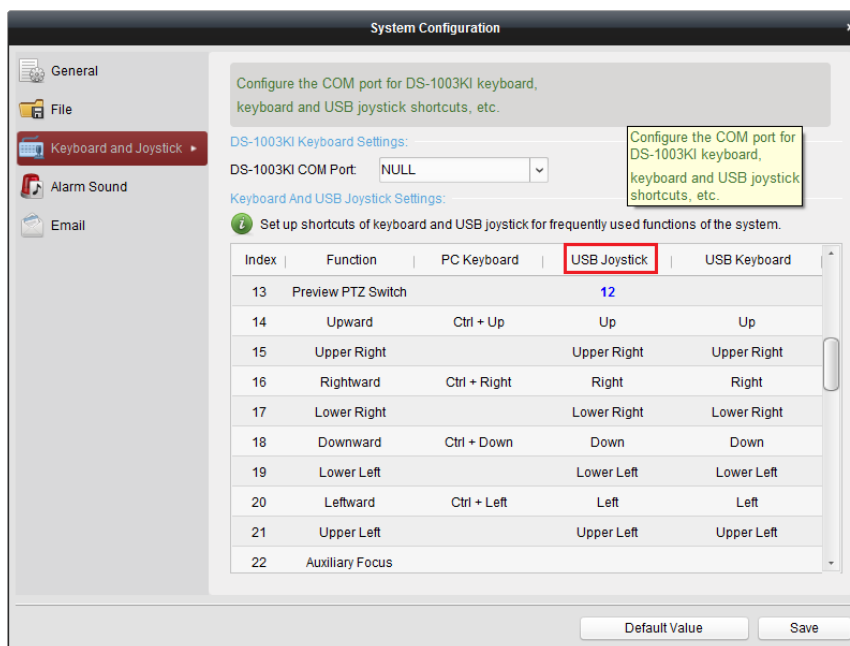 System Configuration
General
File
Keyboard and Joystick
Alarm Sound
Email
Configure the COM port for DS-1003KI keyboard,
keyboard and USB joystick shortcuts, etc.
DS-1003KI Keyboard Settings:
DS-1003KI COM Port: NULL
Configure the COM port for
DS-1003KI keyboard,
keyboard and USB joystick
shortcuts, etc.
Keyboard And USB Joystick Settings:
Set up shortcuts of keyboard and USB joystick for frequently used functions of the system.
Index Function PC Keyboard USB Joystick USB Keyboard
13 Preview PTZ Switch 12
14 Upward Ctrl + Up Up Up
15 Upper Right Upper Right Upper Right
16 Rightward Ctrl + Right Right Right
17 Lower Right Lower Right Lower Right
18 Downward Ctrl + Down Down Down
19 Lower Left Lower Left Lower Left
20 Leftward Ctrl + Left Left Left
21 Upper Left Upper Left Upper Left
22 Auxiliary Focus
Default Value Save